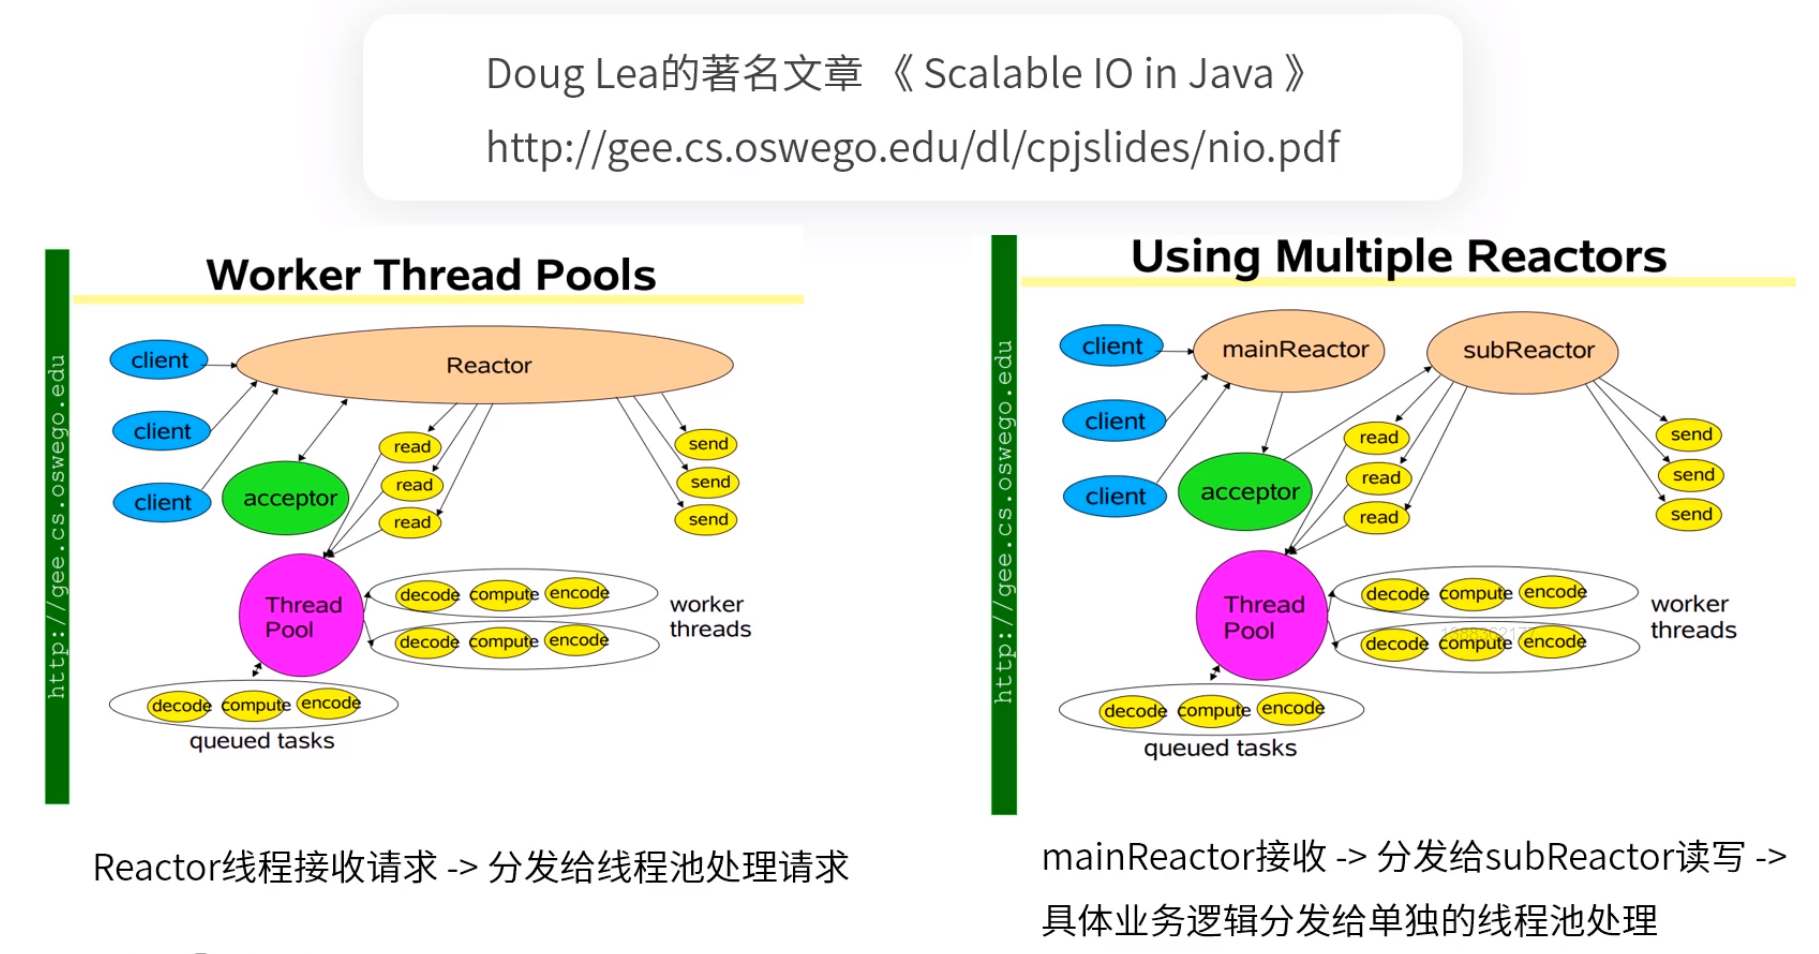 Doug Lea的著名文章 《 Scalable IO in Java 》
http://gee.cs.oswego.edu/dl/cpjslides/nio.pdf
Worker Thread Pools
http://gee.cs.oswego.edu
client
client
client
Reactor
acceptor
read
read
read
send
send
send
Thread
Pool
decode compute encode
decode compute encode
worker
threads
decode compute encode
queued tasks
Reactor线程接收请求 -> 分发给线程池处理请求
Using Multiple Reactors
http://gee.cs.oswego.edu
client
client
client
mainReactor
subReactor
acceptor
read
read
read
send
send
send
Thread
Pool
decode compute encode
decode compute encode
worker
threads
decode compute encode
queued tasks
mainReactor接收 -> 分发给subReactor读写 ->
具体业务逻辑分发给单独的线程池处理